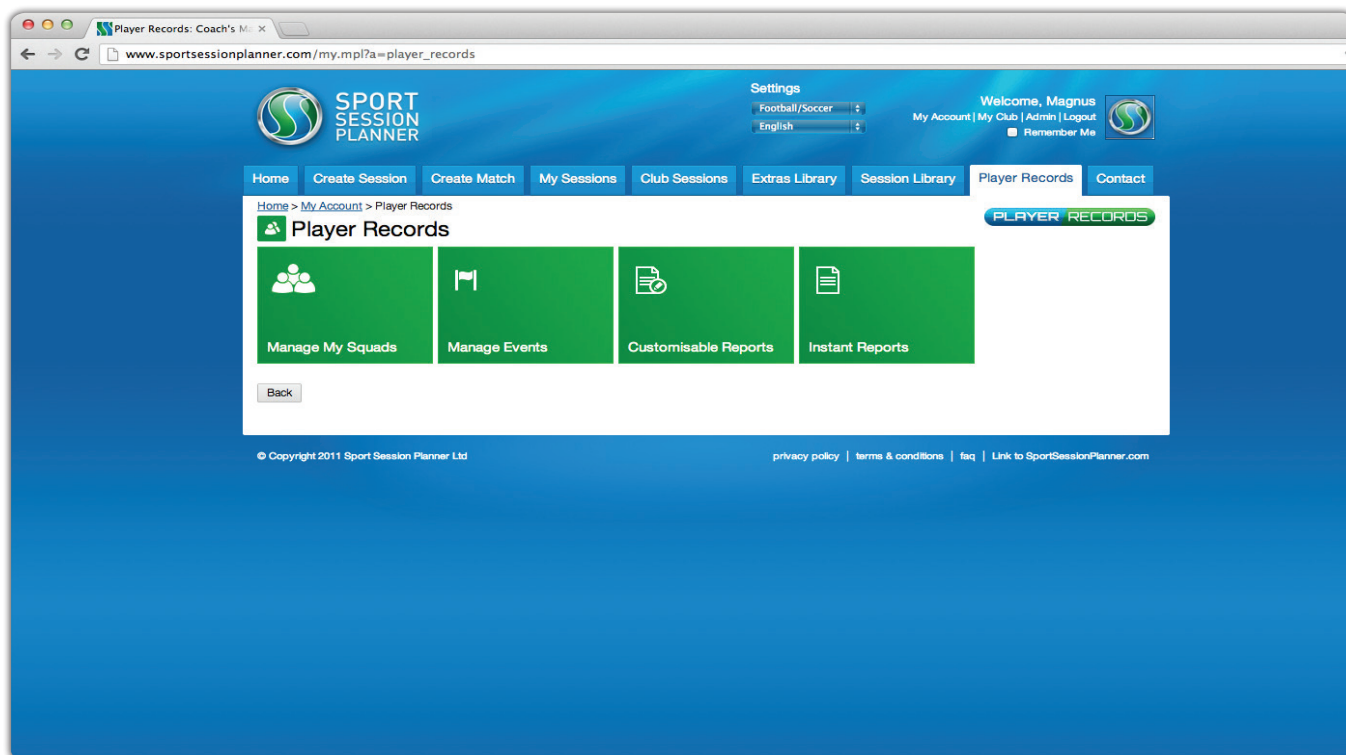 Player Records: Coach's Ma
www.sportsessionplanner.com/my.mpl?a=player_records
SPORT
SESSION
PLANNER
Settings
Football/Soccer
English
Welcome, Magnus
My Account | My Club | Admin | Logout
Remember Me
Home Create Session Create Match My Sessions Club Sessions Extras Library Session Library Player Records Contact
Home > My Account > Player Records
Player Records
PLAYER RECORDS
Manage My Squads Manage Events Customisable Reports Instant Reports
Back
© Copyright 2011 Sport Session Planner Ltd
privacy policy | terms & conditions | faq | Link to SportSessionPlanner.com